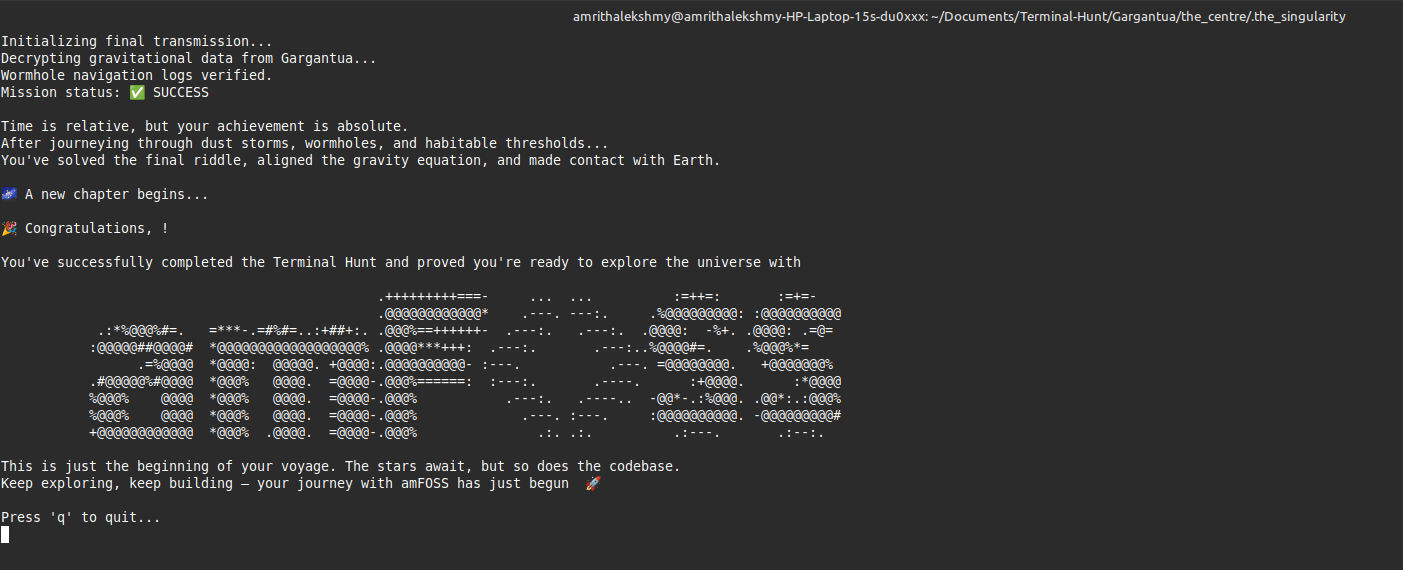 amrithalekshmy@amrithalekshmy-HP-Laptop-15s-du0xxx: ~/Documents/Terminal-Hunt/Gargantua/the_centre/.the_singularity
Initializing final transmission...
Decrypting gravitational data from Gargantua...
Wormhole navigation logs verified.
Mission status: ✅ SUCCESS
Time is relative, but your achievement is absolute.
After journeying through dust storms, wormholes, and habitable thresholds...
You've solved the final riddle, aligned the gravity equation, and made contact with Earth.
🌌 A new chapter begins...
🎉 Congratulations, !
You've successfully completed the Terminal Hunt and proved you're ready to explore the universe with
amFOSS
This is just the beginning of your voyage. The stars await, but so does the codebase.
Keep exploring, keep building — your journey with amFOSS has just begun 🚀
Press 'q' to quit...